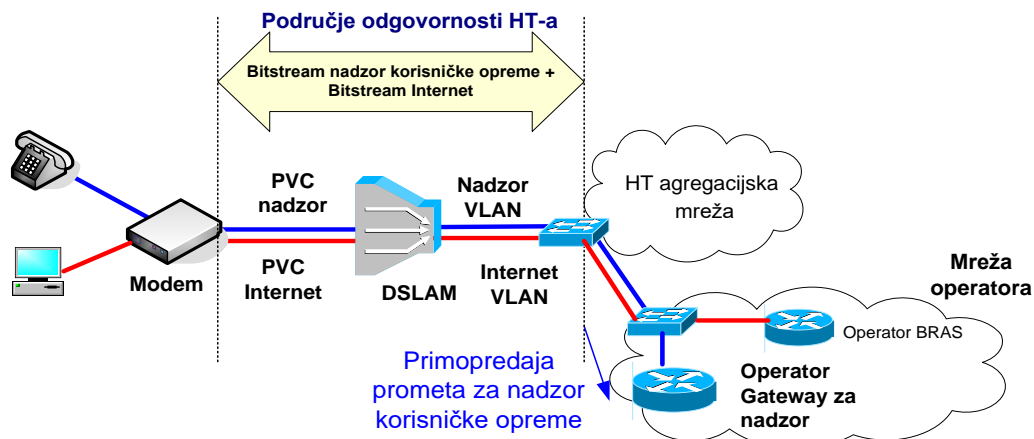 Područje odgovornosti HT-a
Bitstream nadzor korisničke opreme +
Bitstream Internet
HT agregacijska
mreža
PVC
nadzor
Nadzor
VLAN
Modem
PVC
Internet
DSLAM
Internet
VLAN
Mreža
operatora
Operator BRAS
Primopredaja
prometa za nadzor
korisničke opreme
Operator
Gateway za
nadzor